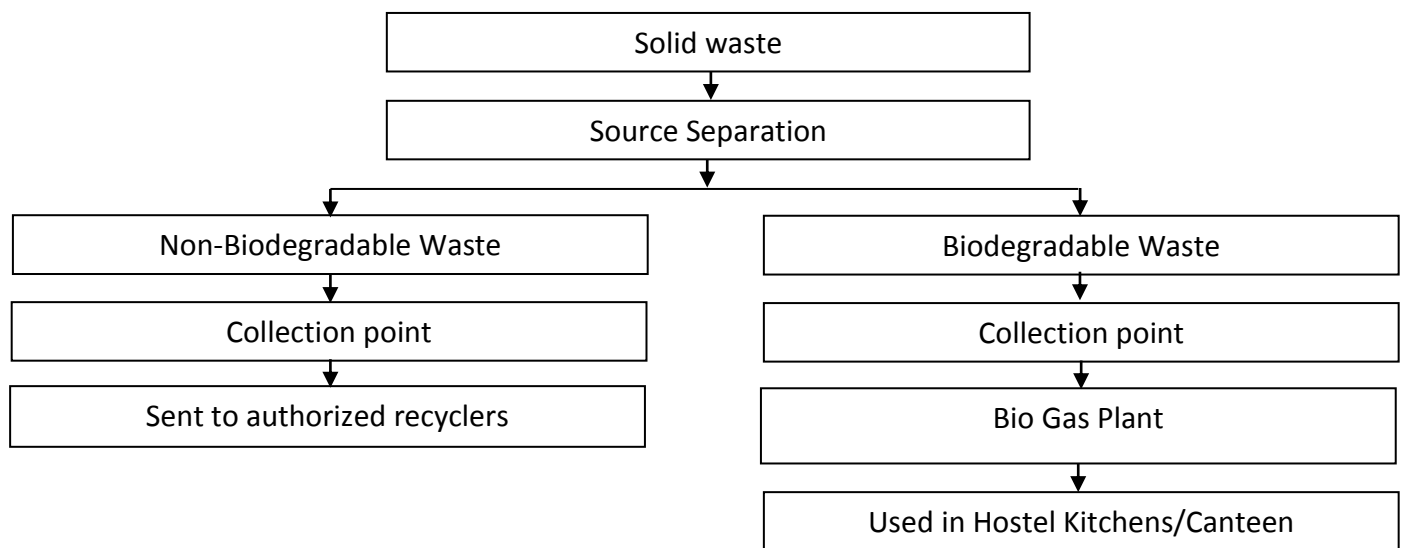 Solid waste
Source Separation
Non-Biodegradable Waste
Biodegradable Waste
Collection point
Collection point
Sent to authorized recyclers
Bio Gas Plant
Used in Hostel Kitchens/Canteen